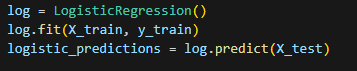 log = LogisticRegression()
log.fit(X_train, y_train)
logistic_predictions = log.predict(X_test)